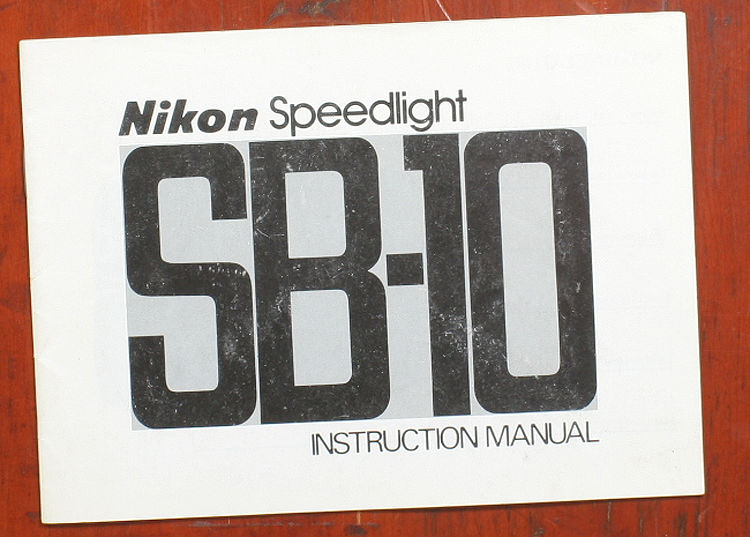 Nikon Speedlight
SB-10
INSTRUCTION MANUAL